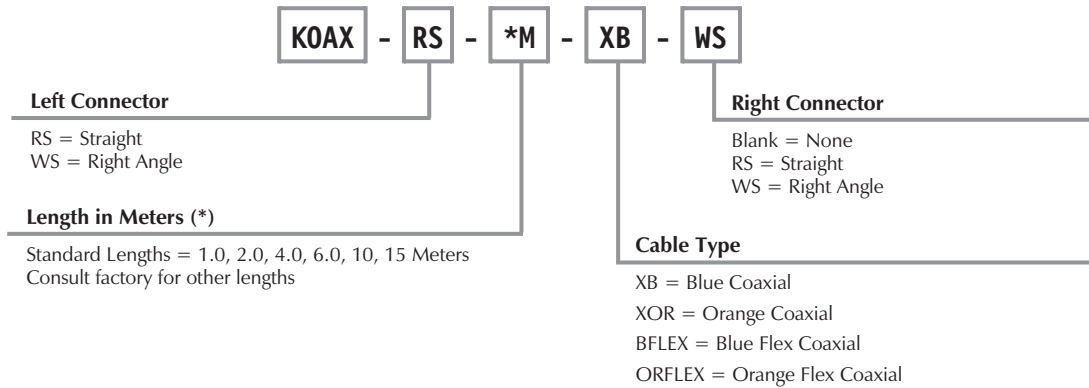 KOAX - RS - *M - XB - WS
Left Connector
RS = Straight
WS = Right Angle
Length in Meters (*)
Standard Lengths = 1.0, 2.0, 4.0, 6.0, 10, 15 Meters
Consult factory for other lengths
Right Connector
Blank = None
RS = Straight
WS = Right Angle
Cable Type
XB = Blue Coaxial
XOR = Orange Coaxial
BFLEX = Blue Flex Coaxial
ORFLEX = Orange Flex Coaxial